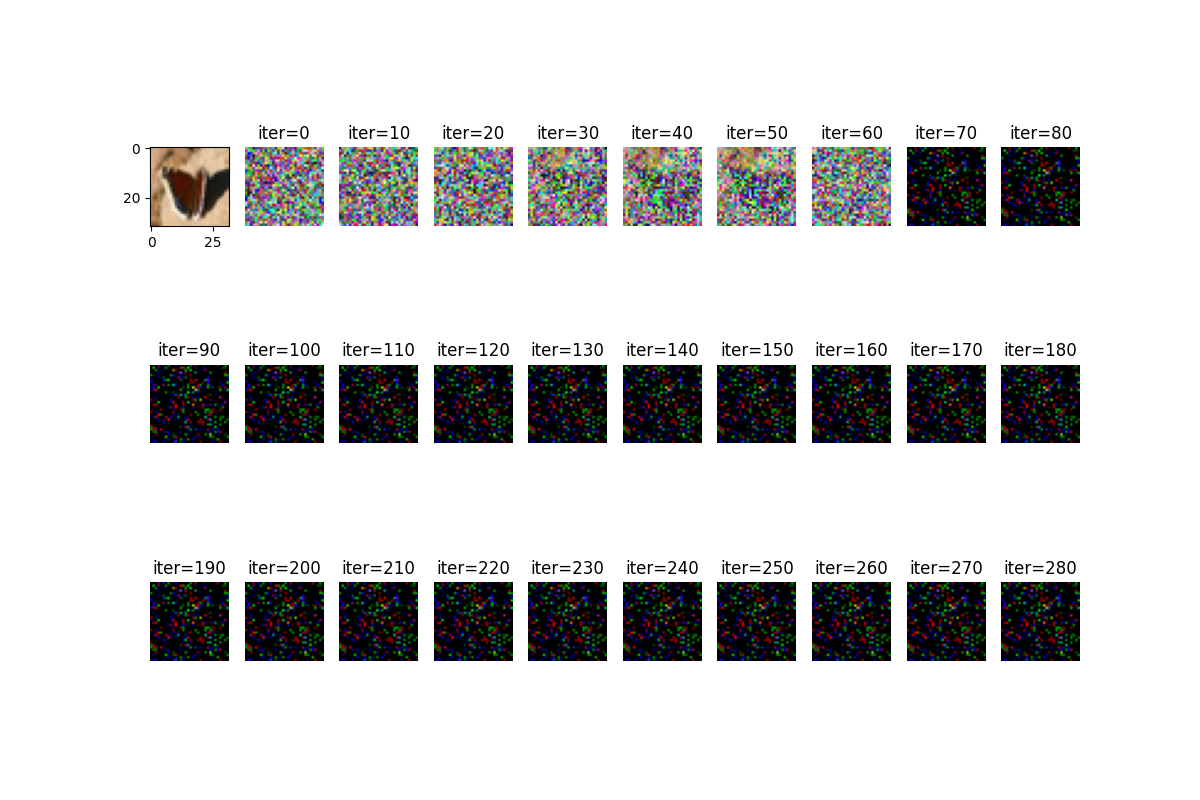 iter=0 iter=10 iter=20 iter=30 iter=40 iter=50 iter=60 iter=70 iter=80
0
20
0 25
iter=90 iter=100 iter=110 iter=120 iter=130 iter=140 iter=150 iter=160 iter=170 iter=180
iter=190 iter=200 iter=210 iter=220 iter=230 iter=240 iter=250 iter=260 iter=270 iter=280